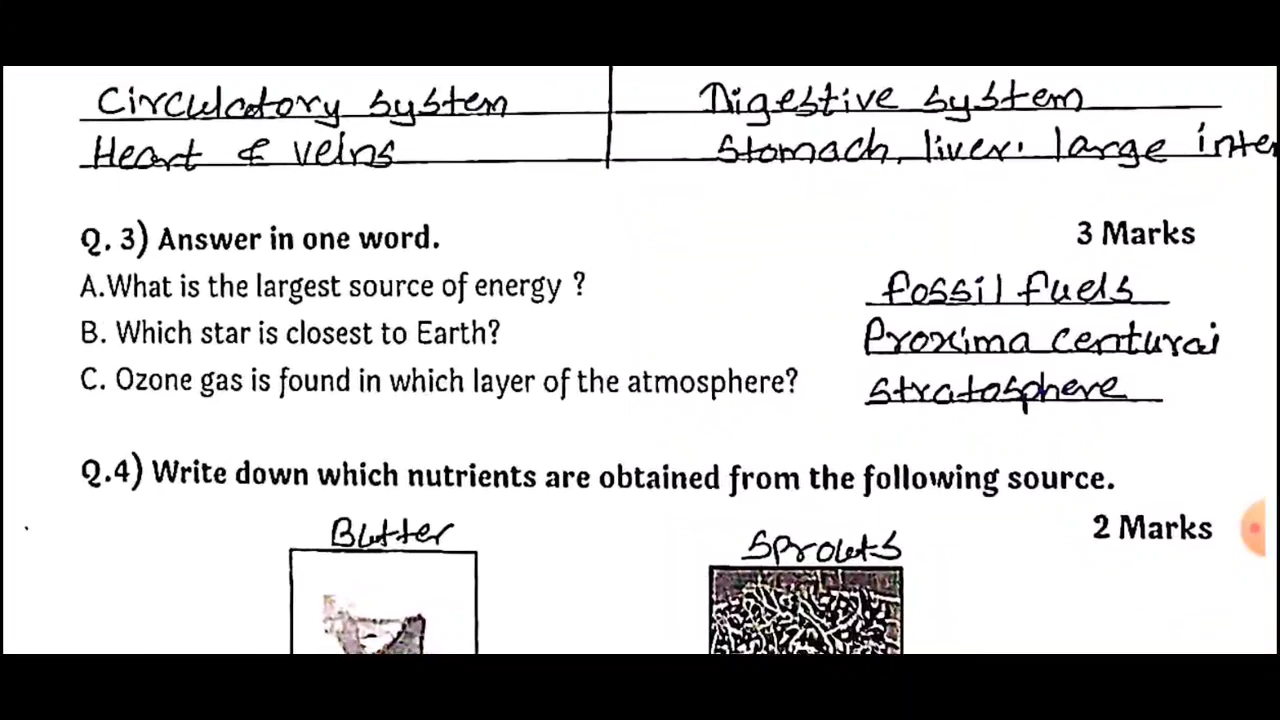 Circulatory system Digestive system
Heart & veins Stomach, liver, large inte
Q. 3) Answer in one word. 3 Marks
A.What is the largest source of energy ? fossil fuels
B. Which star is closest to Earth? Proxima centurai
C. Ozone gas is found in which layer of the atmosphere? stratosphere
Q.4) Write down which nutrients are obtained from the following source.
2 Marks
Butter Sprouts